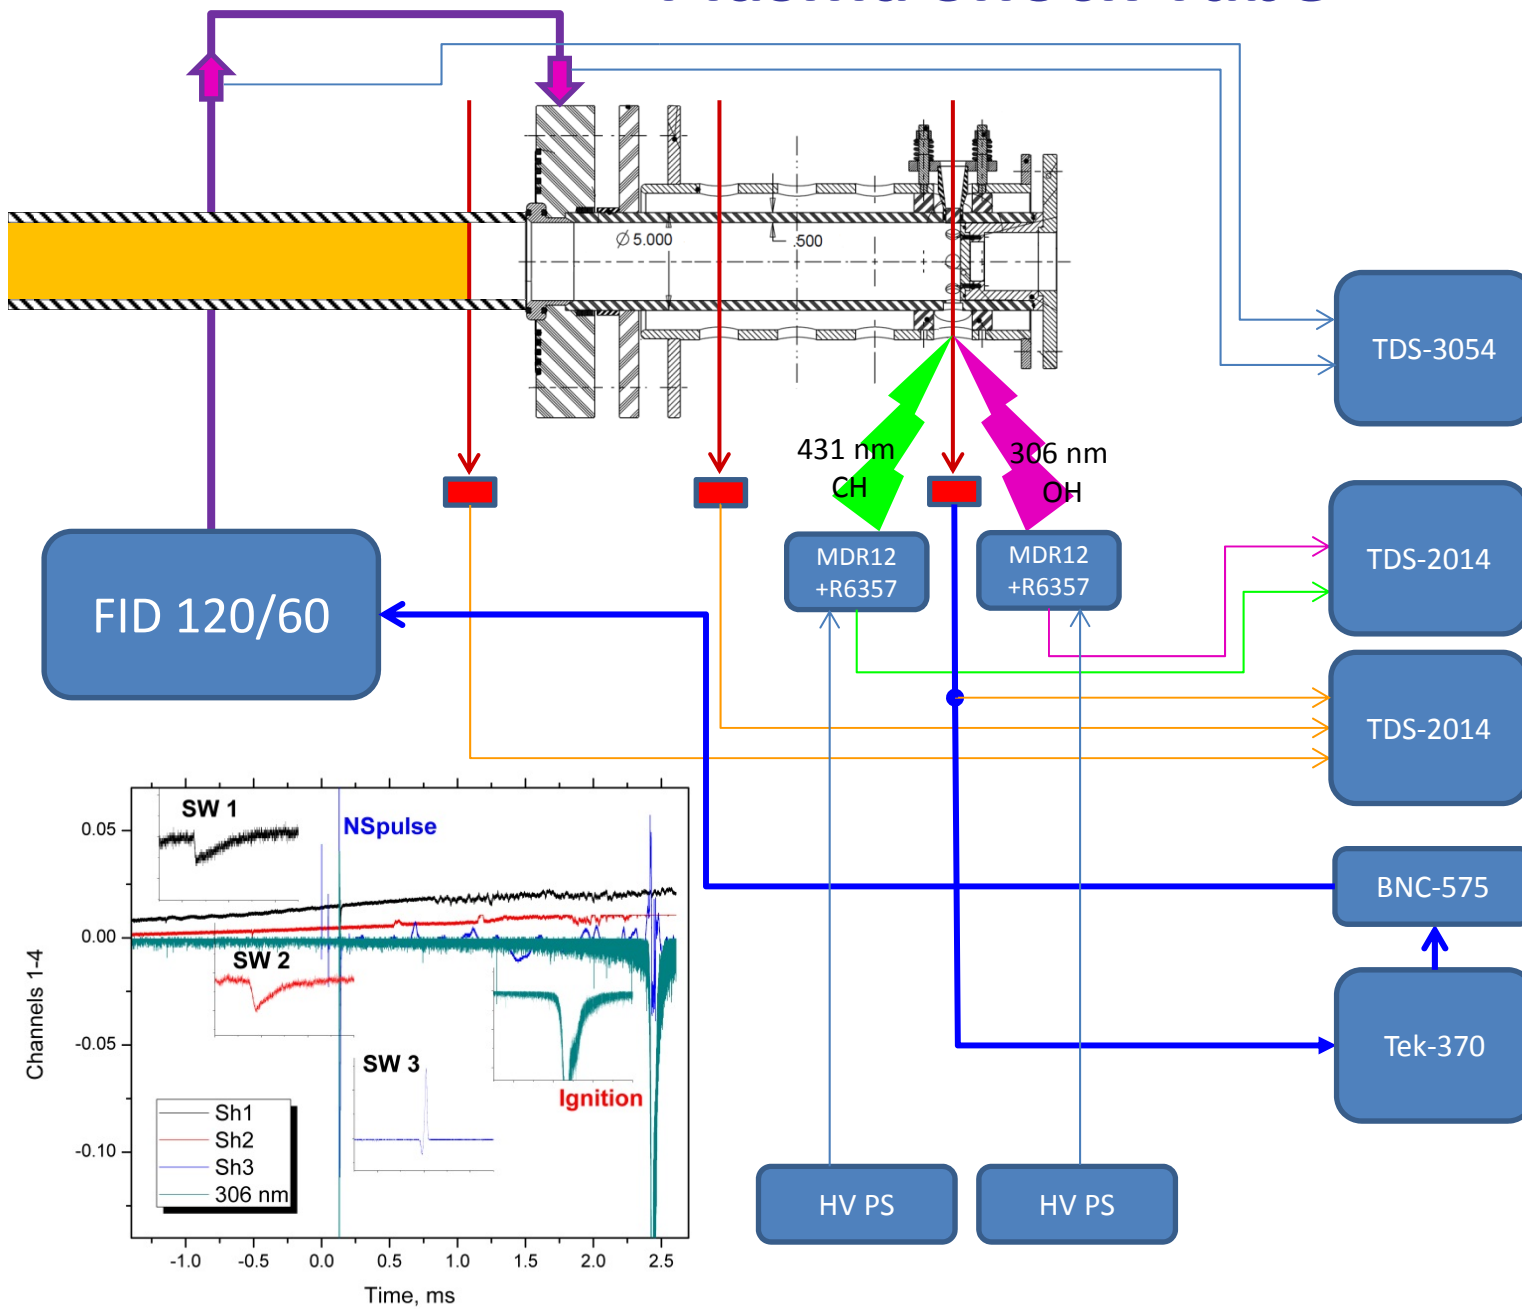 Plasma Shock Tube
Ø 5.000
.500
TDS-3054
431 nm
CH
306 nm
OH
MDR12
+R6357
MDR12
+R6357
TDS-2014
FID 120/60
TDS-2014
BNC-575
Tek-370
HV PS
HV PS
SW 1
NSpulse
SW 2
SW 3
Ignition
Sh1
Sh2
Sh3
306 nm
Channels 1-4
0.05
0.00
-0.05
-0.10
-1.0 -0.5 0.0 0.5 1.0 1.5 2.0 2.5
Time, ms